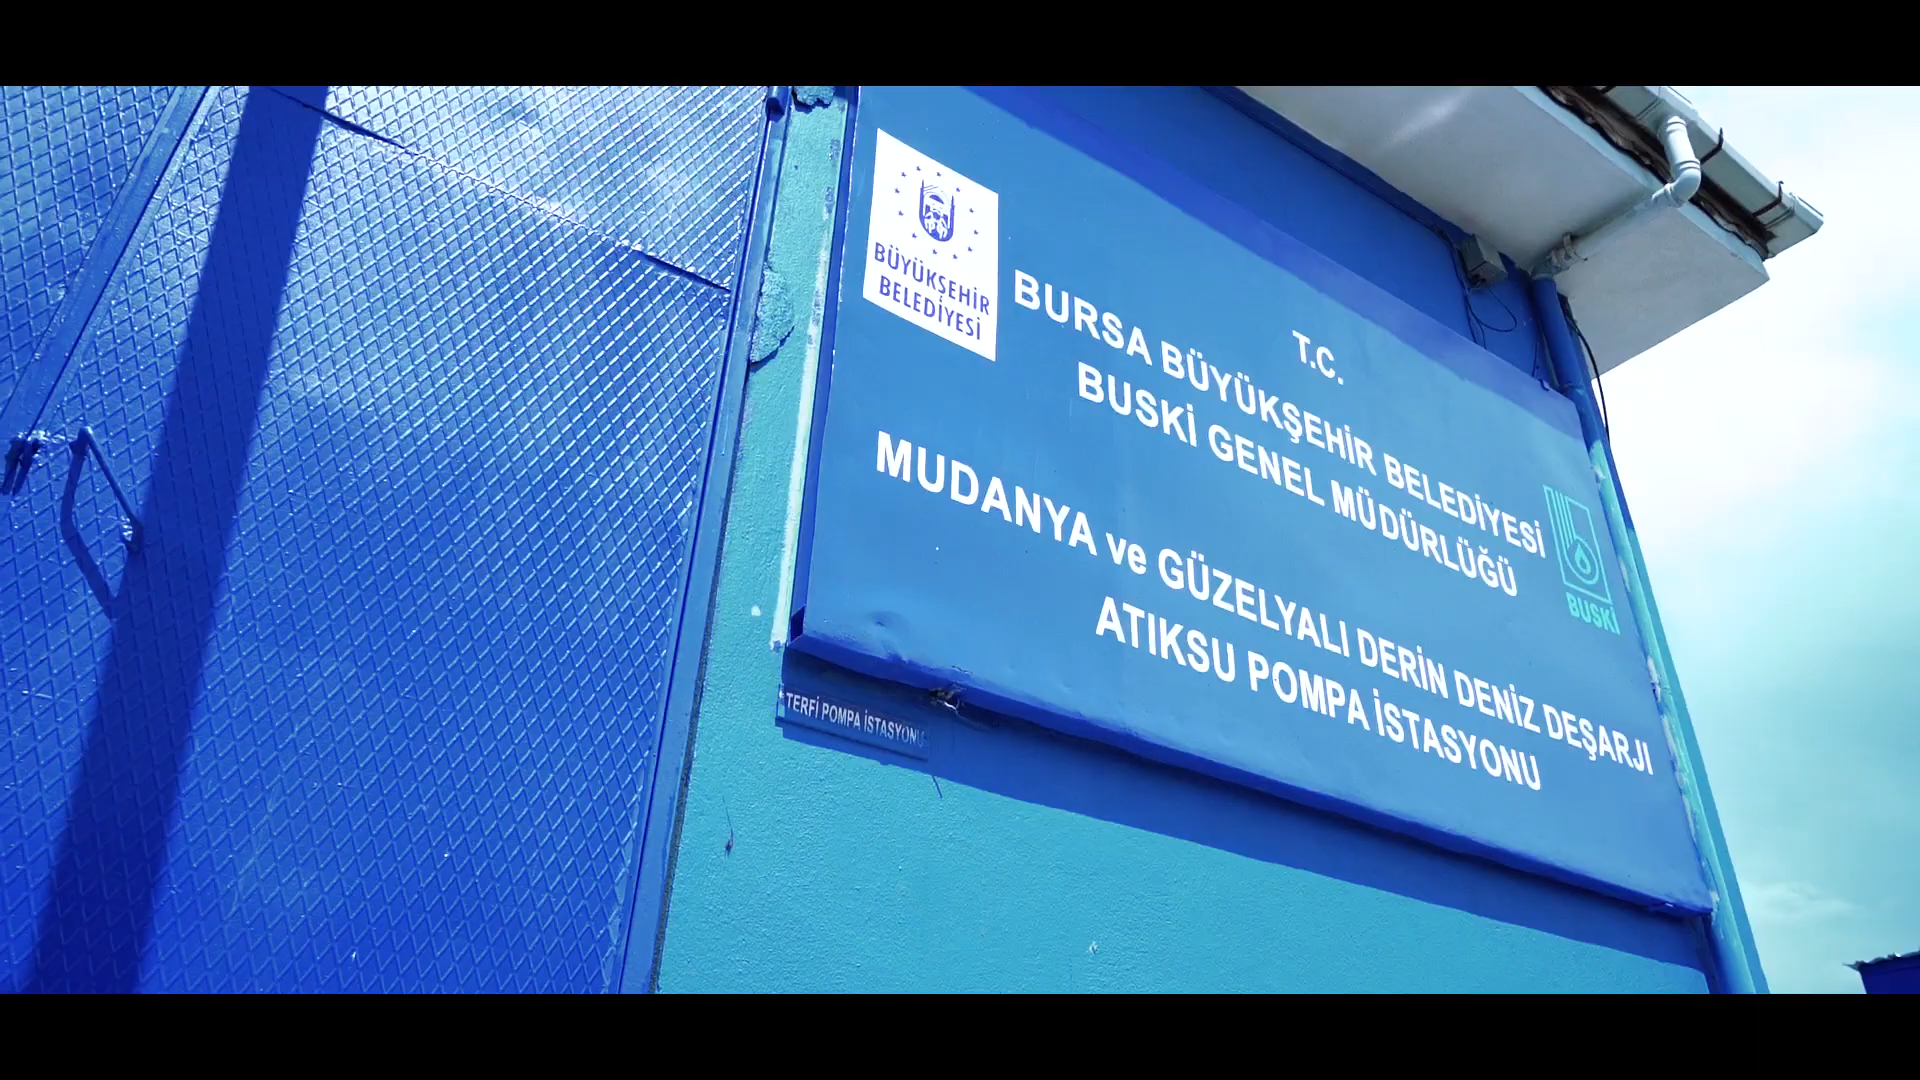 BÜYÜKŞEHİR
BELEDİYESİ
T.C.
BURSA BÜYÜKŞEHİR BELEDİYESİ
BUSKİ GENEL MÜDÜRLÜĞÜ
BUSKİ
MUDANYA ve GÜZELYALI DERİN DENİZ DEŞARJI
ATIKSU POMPA İSTASYONU
TERFİ POMPA İSTASYONU